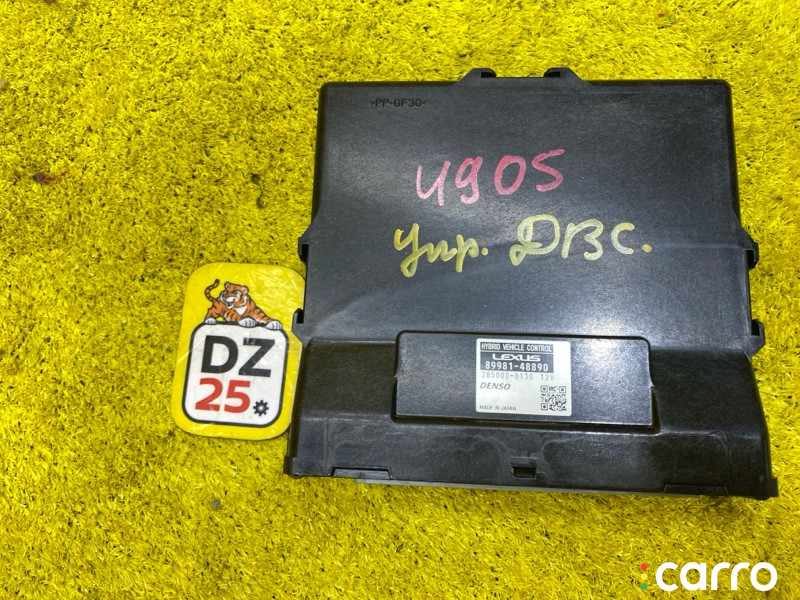 >PP-GF30<
4905
Упр. ДВС.
DZ
25
HYBRID VEHICLE CONTROL
LEXUS
89981-48890
285000-8130 12V
DENSO
MADE IN JAPAN
carro